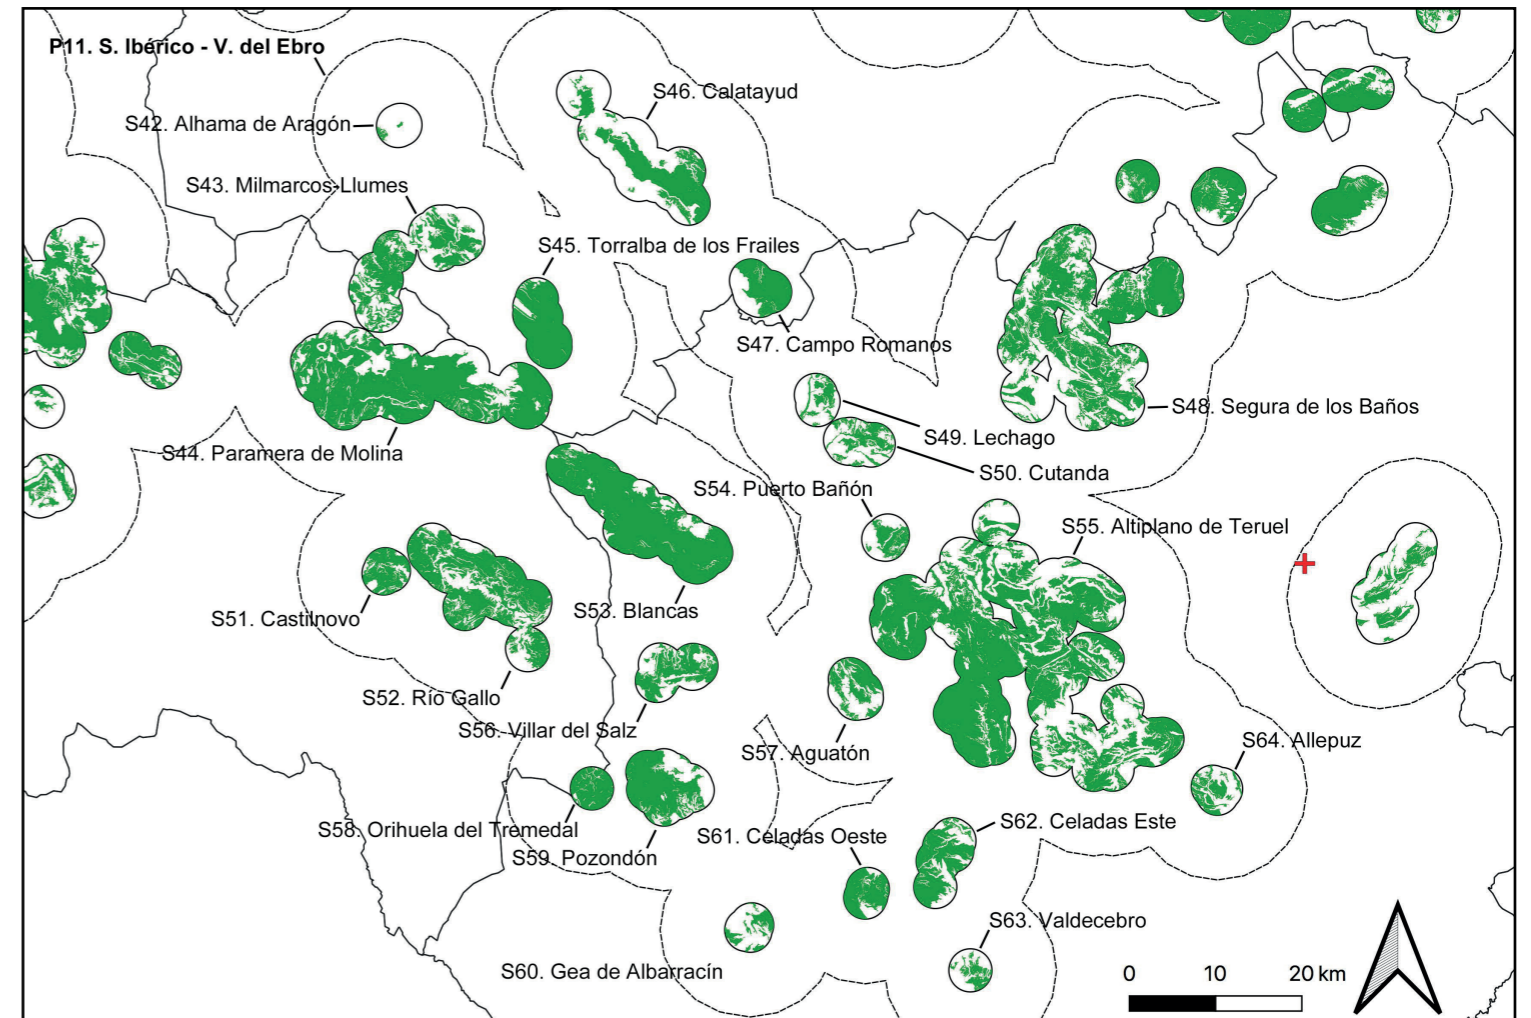 P11. S. Ibérico - V. del Ebro
S46. Calatayud
S42. Alhama de Aragón
S43. Milmarcos-Llumes
S45. Torralba de los Frailes
S47. Campo Romanos
S48. Segura de los Baños
S49. Lechago
S44. Paramera de Molina
S50. Cutanda
S54. Puerto Bañón
S55. Altiplano de Teruel
S51. Castilnovo
S53. Blancas
S52. Río Gallo
S56. Villar del Salz
S57. Aguatón
S64. Allepuz
S58. Orihuela del Tremedal
S61. Celadas Oeste
S62. Celadas Este
S59. Pozondón
S63. Valdecebro
S60. Gea de Albarracín
0 10 20 km